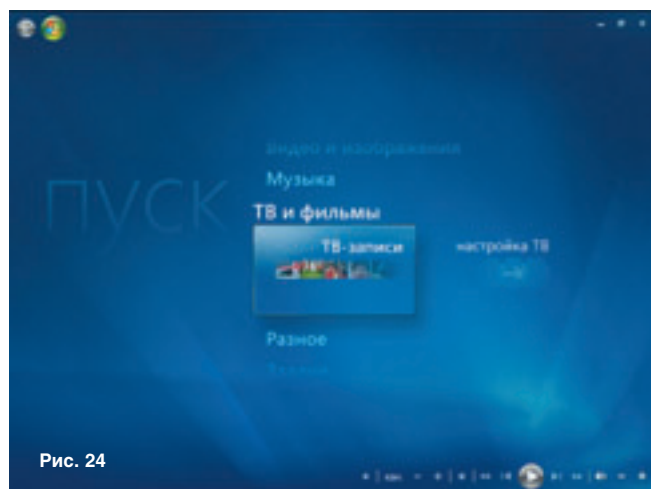 видео и изображения
Музыка
ПУСК
ТВ и фильмы
ТВ-записи
настройка ТВ
Разное
Рис. 24